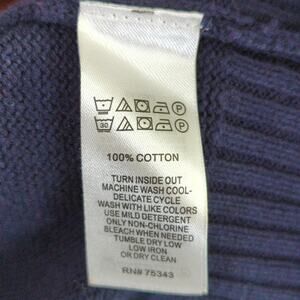 P
30 P
100% COTTON
TURN INSIDE OUT
MACHINE WASH COOL-
DELICATE CYCLE
WASH WITH LIKE COLORS
USE MILD DETERGENT
ONLY NON-CHLORINE
BLEACH WHEN NEEDED
TUMBLE DRY LOW
LOW IRON
OR DRY CLEAN
RN# 75343